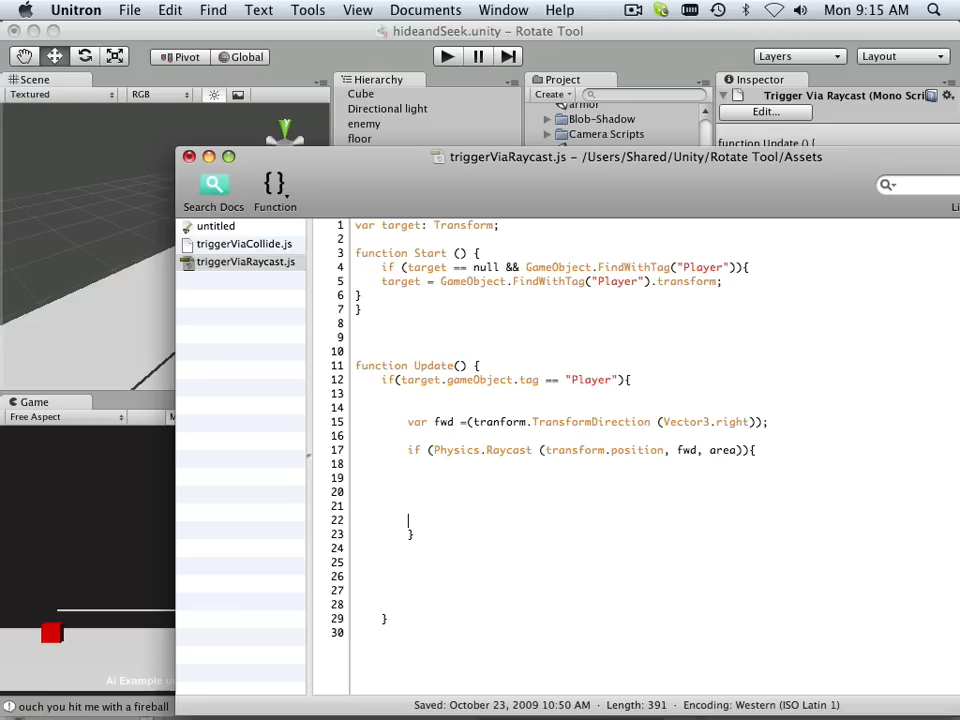 Unitron File Edit Find Text Tools View Documents Window Help Mon 9:15 AM
hideandSeek.unity – Rotate Tool
Pivot Global Layers Layout
Scene Hierarchy Project Inspector
Textured RGB Create
Cube
Directional light
enemy
floor
armor
Blob-Shadow
Camera Scripts
Trigger Via Raycast (Mono Scri
Edit...
function Update () {
triggerViaRaycast.js – /Users/Shared/Unity/Rotate Tool/Assets
Search Docs Function Li
untitled
triggerViaCollide.js
triggerViaRaycast.js
1 var target: Transform;
2
3 function Start () {
4 if (target == null && GameObject.FindWithTag("Player")){
5 target = GameObject.FindWithTag("Player").transform;
6 }
7 }
8
9
10
11 function Update() {
12 if(target.gameObject.tag == "Player"){
13
14
15 var fwd =(tranform.TransformDirection (Vector3.right));
16
17 if (Physics.Raycast (transform.position, fwd, area)){
18
19
20
21
22
23 }
24
25
26
27
28
29 }
30
Game
Free Aspect M
AI Example u
ouch you hit me with a fireball
Saved: October 23, 2009 10:50 AM Length: 391 Encoding: Western (ISO Latin 1)